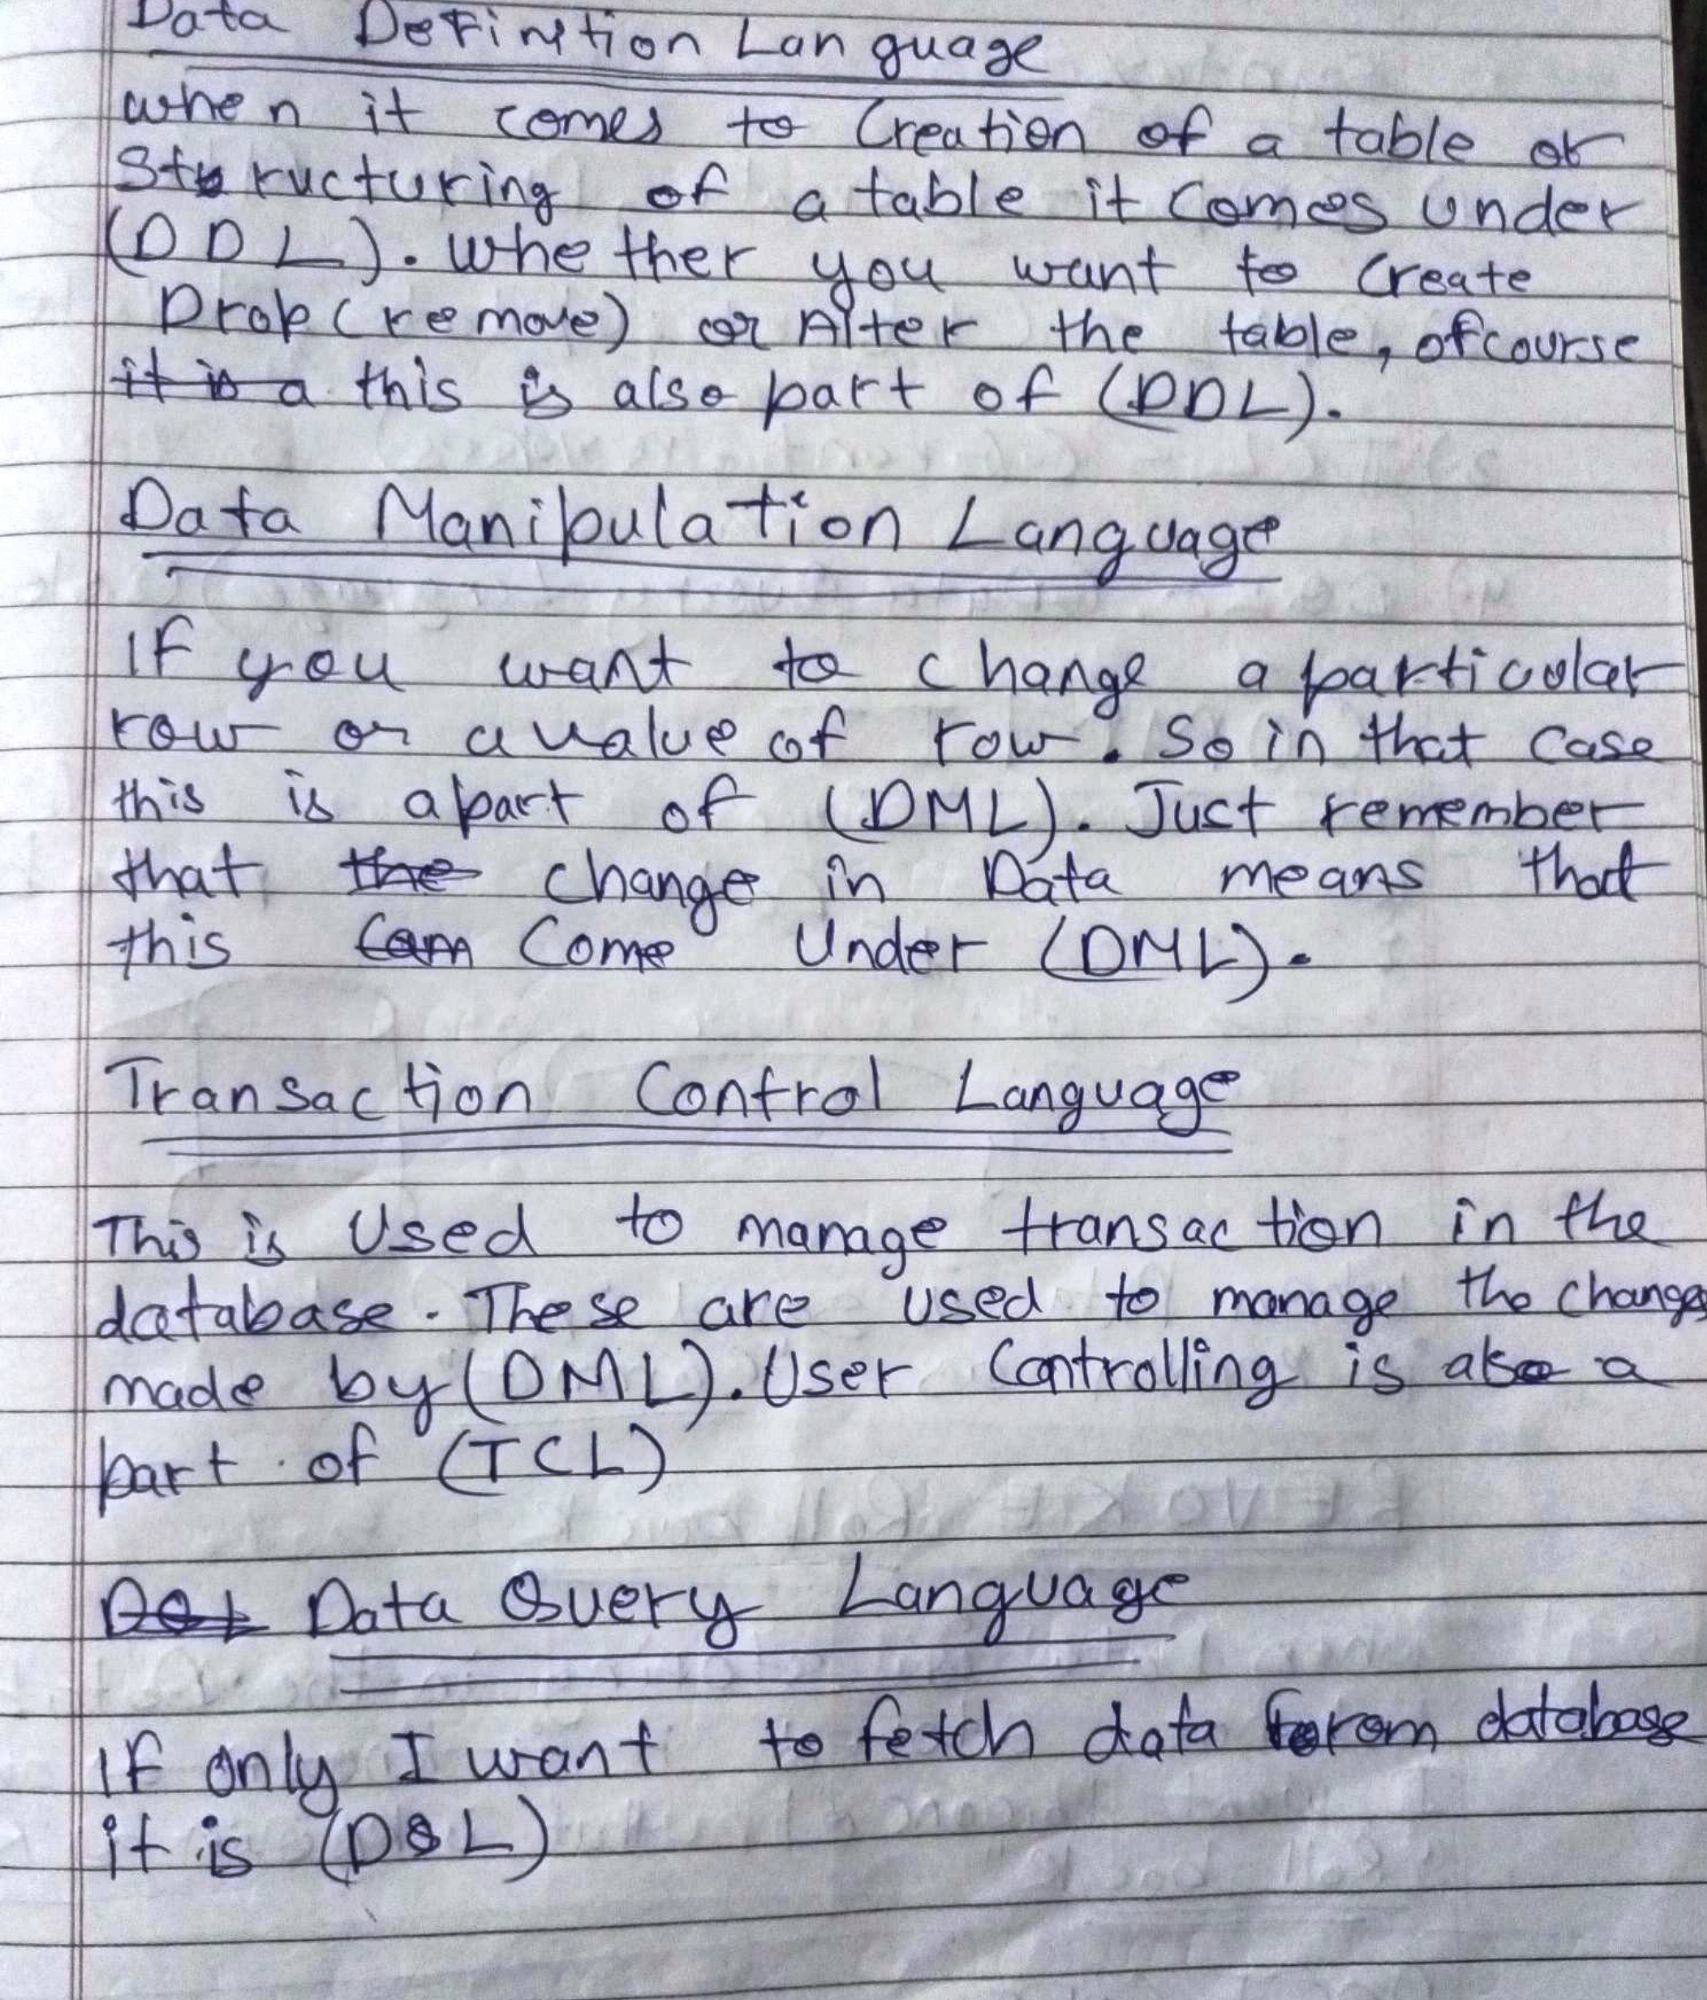 Data Definition Language
when it comes to Creation of a table or
Structuring of a table it comes under
(DDL). Whether you want to Create
Drop (remove) or Alter the table, ofcourse
it is a this is also part of (DDL).
Data Manipulation Language
If you want to change a particular
row or a value of row. So in that case
this is a part of (DML). Just remember
that the change in Data means that
this Cam Come Under (DML).
Transaction Control Language
This is Used to manage transaction in the
database. These are used to manage the changes
made by (DML). User Controlling is also a
part of (TCL)
Data Query Language
If only I want to fetch data from database
it is (DQL)